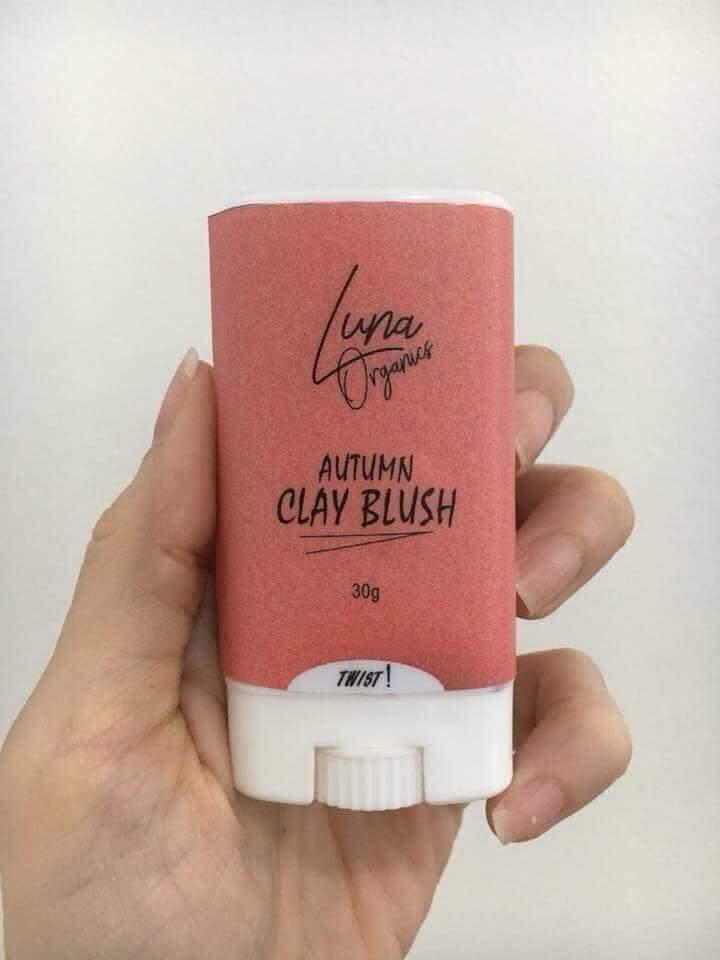 Luna
Organics
AUTUMN
CLAY BLUSH
30g
TWIST!